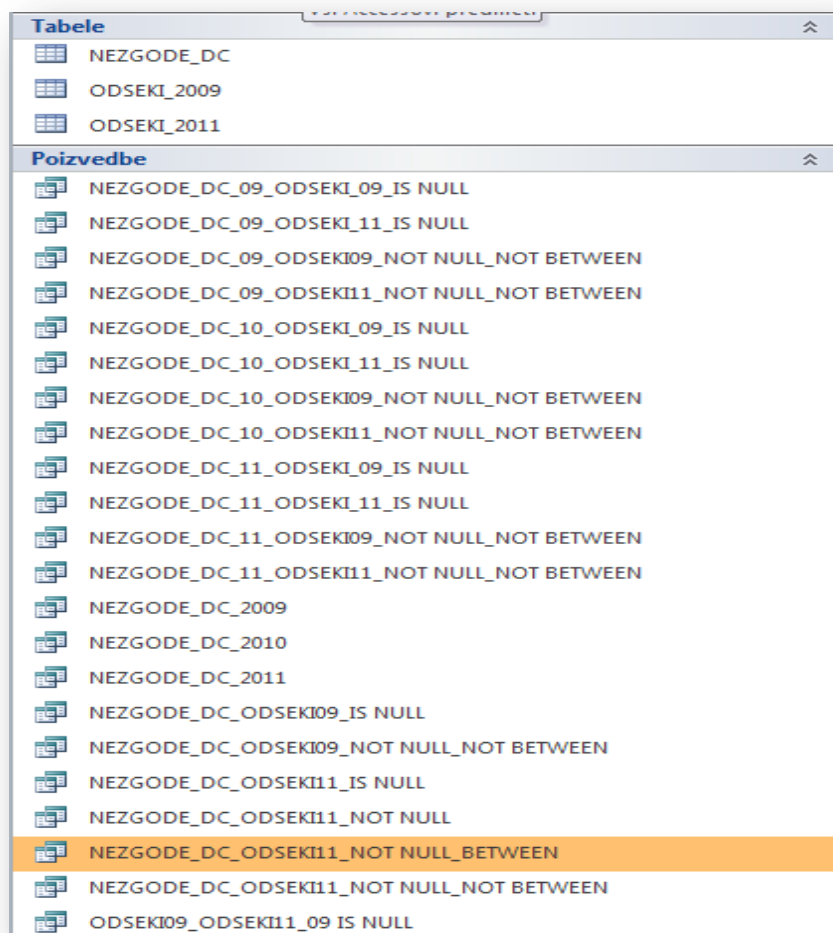 Tabele
NEZGODE_DC
ODSEKI_2009
ODSEKI_2011
Poizvedbe
NEZGODE_DC_09_ODSEKI_09_IS NULL
NEZGODE_DC_09_ODSEKI_11_IS NULL
NEZGODE_DC_09_ODSEKI09_NOT NULL_NOT BETWEEN
NEZGODE_DC_09_ODSEKI11_NOT NULL_NOT BETWEEN
NEZGODE_DC_10_ODSEKI_09_IS NULL
NEZGODE_DC_10_ODSEKI_11_IS NULL
NEZGODE_DC_10_ODSEKI09_NOT NULL_NOT BETWEEN
NEZGODE_DC_10_ODSEKI11_NOT NULL_NOT BETWEEN
NEZGODE_DC_11_ODSEKI_09_IS NULL
NEZGODE_DC_11_ODSEKI_11_IS NULL
NEZGODE_DC_11_ODSEKI09_NOT NULL_NOT BETWEEN
NEZGODE_DC_11_ODSEKI11_NOT NULL_NOT BETWEEN
NEZGODE_DC_2009
NEZGODE_DC_2010
NEZGODE_DC_2011
NEZGODE_DC_ODSEKI09_IS NULL
NEZGODE_DC_ODSEKI09_NOT NULL_NOT BETWEEN
NEZGODE_DC_ODSEKI11_IS NULL
NEZGODE_DC_ODSEKI11_NOT NULL
NEZGODE_DC_ODSEKI11_NOT NULL_BETWEEN
NEZGODE_DC_ODSEKI11_NOT NULL_NOT BETWEEN
ODSEKI09_ODSEKI11_09 IS NULL